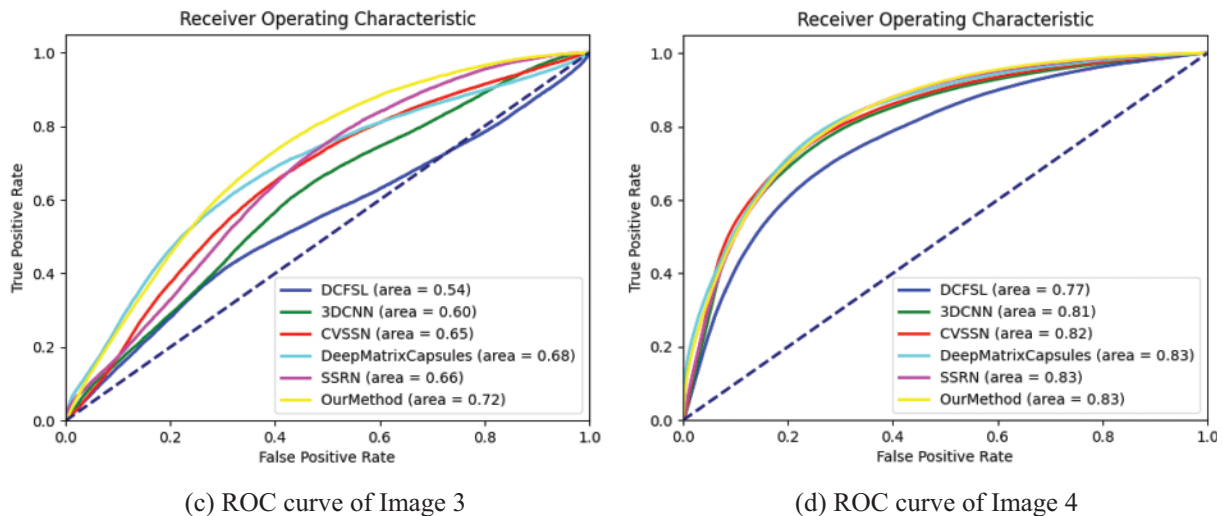 Receiver Operating Characteristic
1.0
0.8
0.6
0.4
0.2
0.0
True Positive Rate
DCFSL (area = 0.54)
3DCNN (area = 0.60)
CVSSN (area = 0.65)
DeepMatrixCapsules (area = 0.68)
SSRN (area = 0.66)
OurMethod (area = 0.72)
0.0 0.2 0.4 0.6 0.8 1.0
False Positive Rate
(c) ROC curve of Image 3
Receiver Operating Characteristic
1.0
0.8
0.6
0.4
0.2
0.0
True Positive Rate
DCFSL (area = 0.77)
3DCNN (area = 0.81)
CVSSN (area = 0.82)
DeepMatrixCapsules (area = 0.83)
SSRN (area = 0.83)
OurMethod (area = 0.83)
0.0 0.2 0.4 0.6 0.8 1.0
False Positive Rate
(d) ROC curve of Image 4